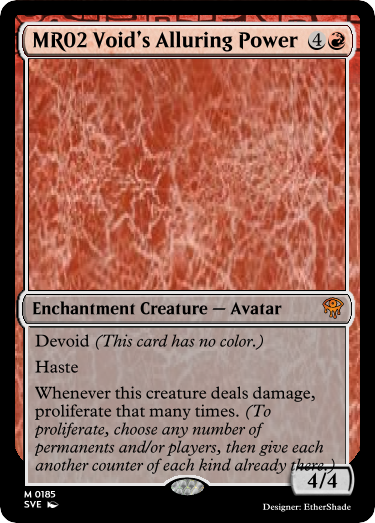 MR02 Void's Alluring Power 4
Enchantment Creature — Avatar
Devoid (This card has no color.)
Haste
Whenever this creature deals damage,
proliferate that many times. (To
proliferate, choose any number of
permanents and/or players, then give each
another counter of each kind already there.)
4/4
M 0185
SVE
Designer: EtherShade